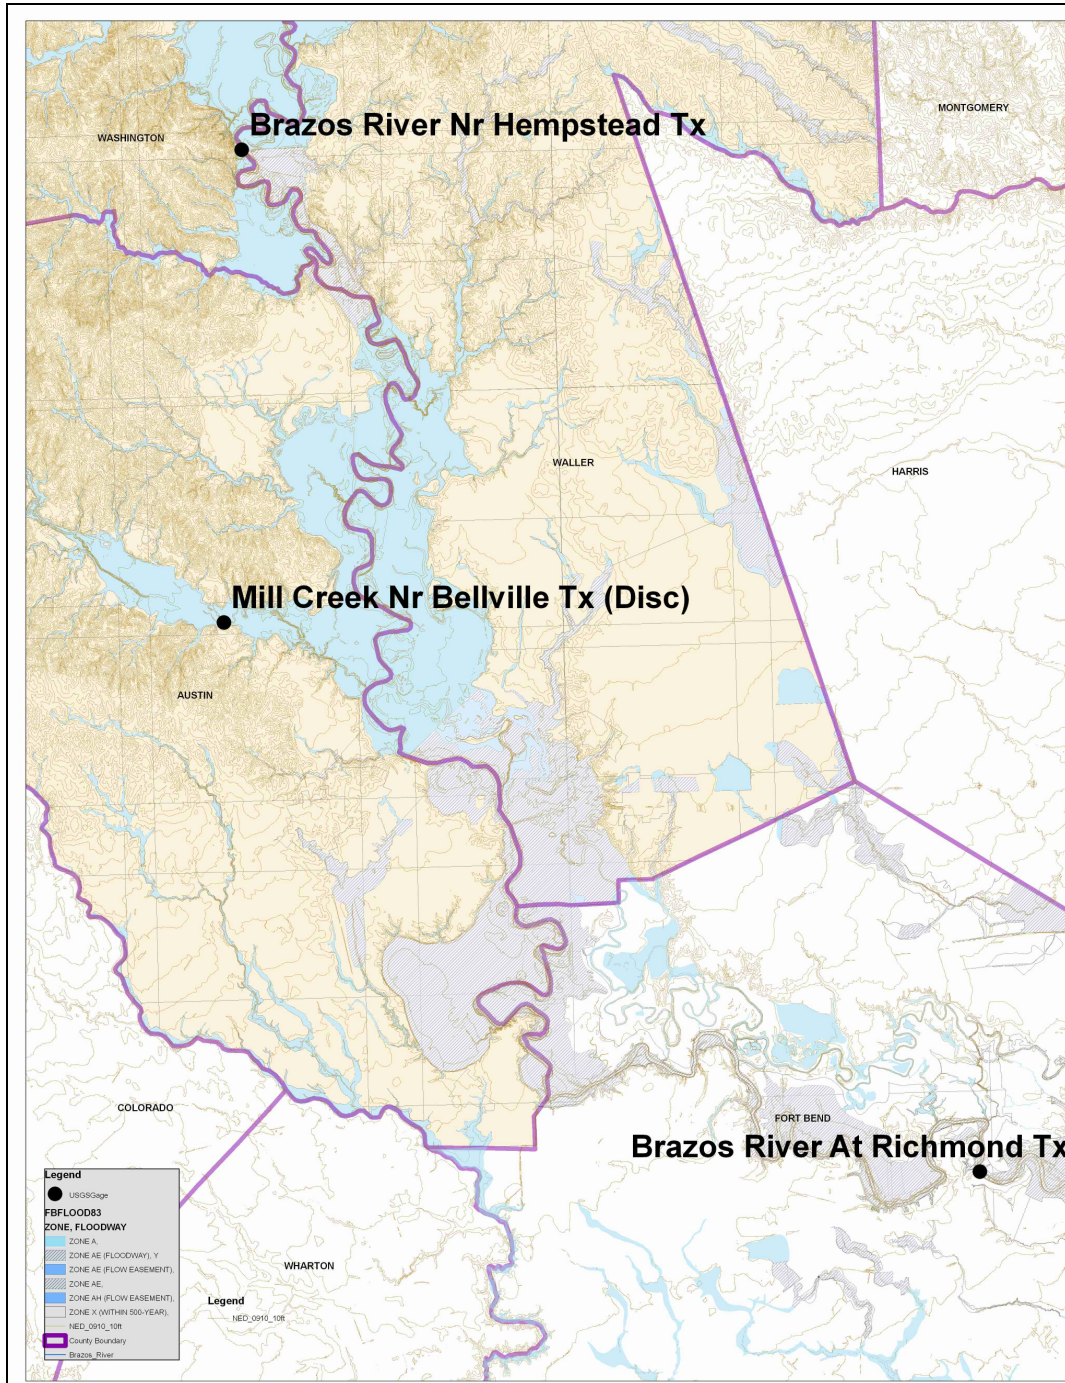 MONTGOMERY
Brazos River Nr Hempstead Tx
WASHINGTON
WALLER
HARRIS
Mill Creek Nr Bellville Tx (Disc)
AUSTIN
COLORADO
FORT BEND
Brazos River At Richmond Tx
WHARTON
Legend
USGSGage
FBFLOOD83
ZONE, FLOODWAY
ZONE A,
ZONE AE (FLOODWAY), Y
ZONE AE (FLOW EASEMENT),
ZONE AE,
ZONE AH (FLOW EASEMENT),
ZONE X (WITHIN 500-YEAR),
NED_0910_10ft
County Boundary
Brazos_River
Legend
NED_0910_10ft